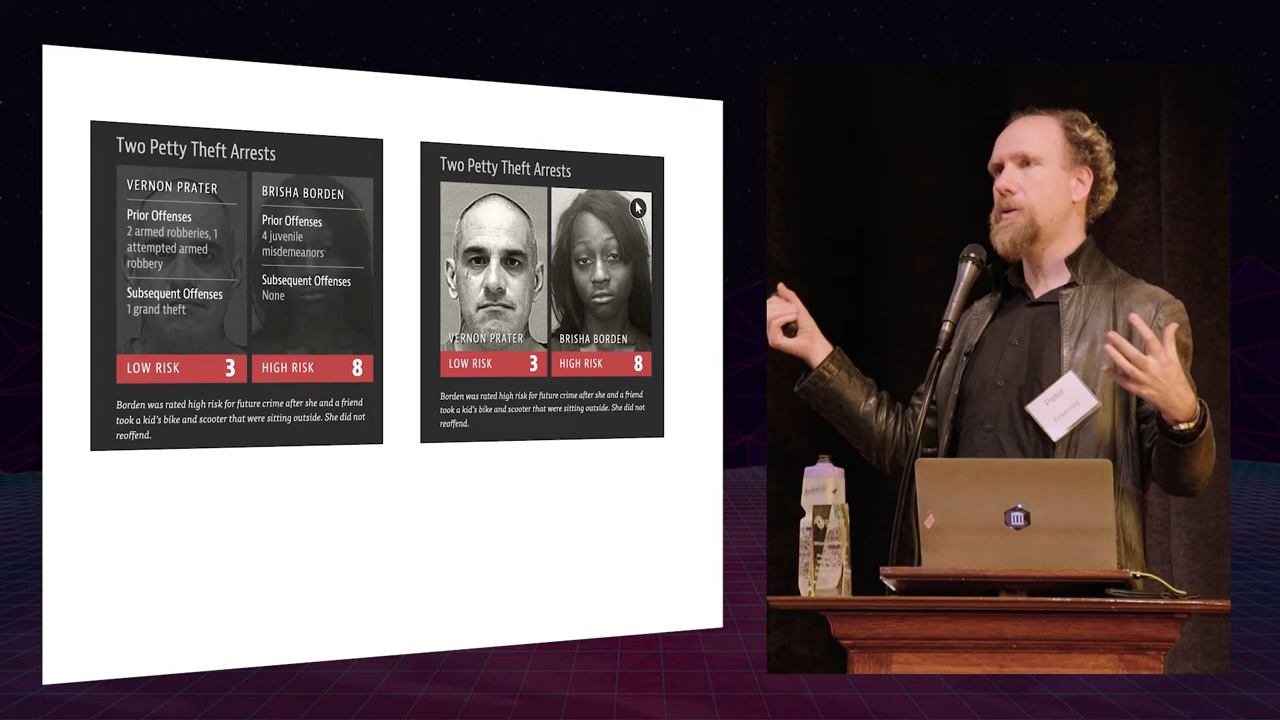 Two Petty Theft Arrests
VERNON PRATER
Prior Offenses
2 armed robberies, 1
attempted armed
robbery
Subsequent Offenses
1 grand theft
LOW RISK 3
BRISHA BORDEN
Prior Offenses
4 juvenile
misdemeanors
Subsequent Offenses
None
HIGH RISK 8
Borden was rated high risk for future crime after she and a friend
took a kid's bike and scooter that were sitting outside. She did not
reoffend.
Two Petty Theft Arrests
VERNON PRATER
LOW RISK 3
BRISHA BORDEN
HIGH RISK 8
Borden was rated high risk for future crime after she and a friend
took a kid's bike and scooter that were sitting outside. She did not
reoffend.
Peter
Eckersley